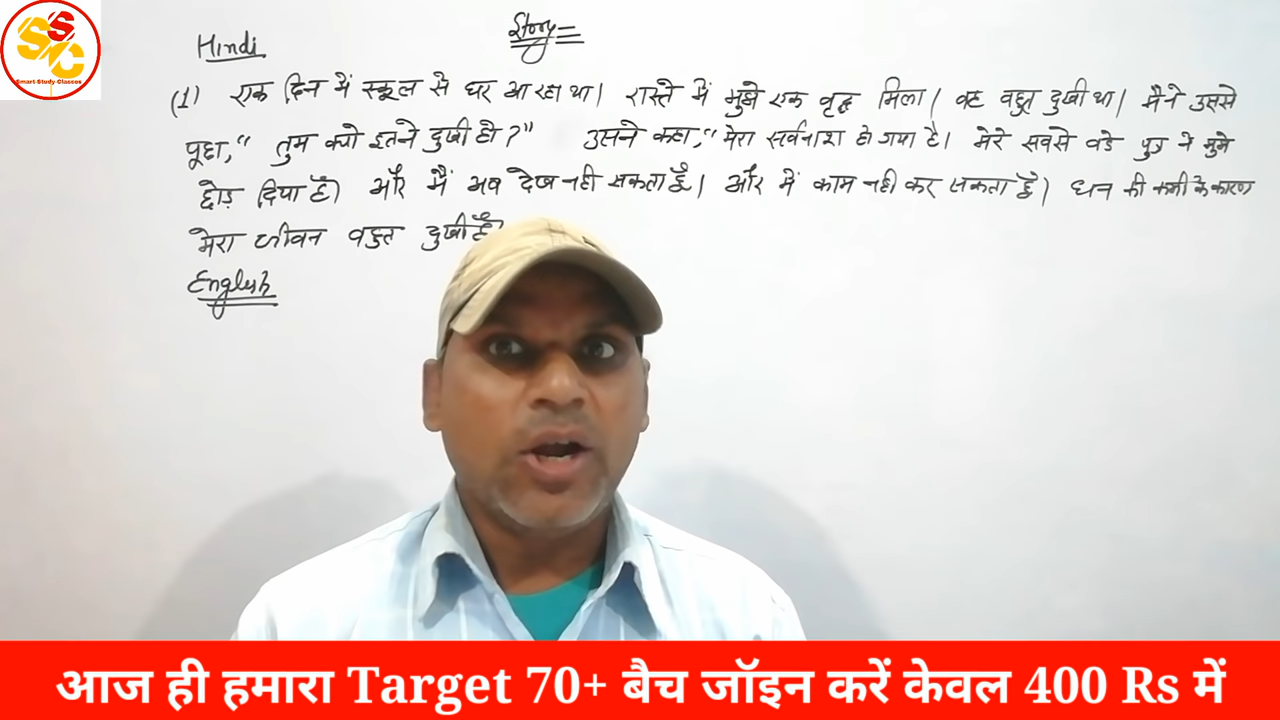 SSC
Smart Study Classes
Story
Hindi
(1) एक दिन में स्कूल से घर आ रहा था। रास्ते में मुझे एक वृद्ध मिला। वह बहुत दुखी था। मैंने उससे
पूछा," तुम क्यो इतने दुखी हो ?" उसने कहा," मेरा सर्वनाश हो गया है। मेरे सबसे बडे पुत्र ने मुझे
छोड़ दिया है। और मैं अब देख नही सकता हूँ। और में काम नही कर सकता हूँ। धन की कमी के कारण
मेरा जीवन बहुत दुखी है
English
आज ही हमारा Target 70+ बैच जॉइन करें केवल 400 Rs में